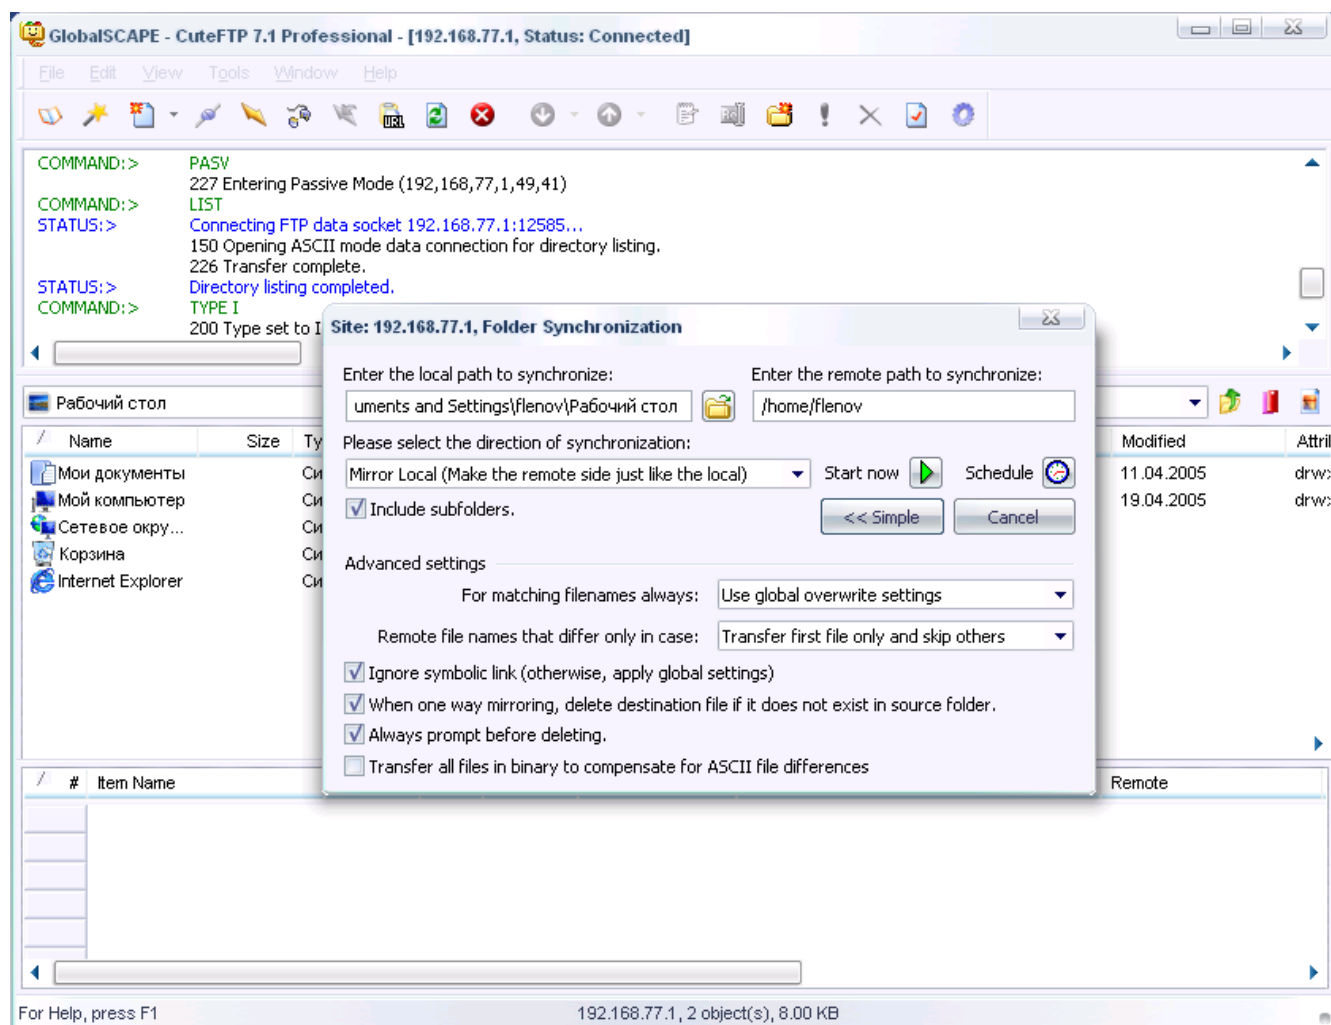 GlobalSCAPE - CuteFTP 7.1 Professional - [192.168.77.1, Status: Connected]
File Edit View Tools Window Help
URL
COMMAND:> PASV
227 Entering Passive Mode (192,168,77,1,49,41)
COMMAND:> LIST
STATUS:> Connecting FTP data socket 192.168.77.1:12585...
150 Opening ASCII mode data connection for directory listing.
226 Transfer complete.
STATUS:> Directory listing completed.
COMMAND:> TYPE I
200 Type set to I
Site: 192.168.77.1, Folder Synchronization
Enter the local path to synchronize: Enter the remote path to synchronize:
uments and Settings\flenov\Рабочий стол /home/flenov
Please select the direction of synchronization:
Mirror Local (Make the remote side just like the local) Start now Schedule
Include subfolders. << Simple Cancel
Advanced settings
For matching filenames always: Use global overwrite settings
Remote file names that differ only in case: Transfer first file only and skip others
Ignore symbolic link (otherwise, apply global settings)
When one way mirroring, delete destination file if it does not exist in source folder.
Always prompt before deleting.
Transfer all files in binary to compensate for ASCII file differences
Рабочий стол
Name Size Ty Modified Attril
Мои документы Си 11.04.2005 drw
Мой компьютер Си 19.04.2005 drw
Сетевое окру... Си
Корзина Си
Internet Explorer Си
# Item Name Remote
For Help, press F1 192.168.77.1, 2 object(s), 8.00 KB